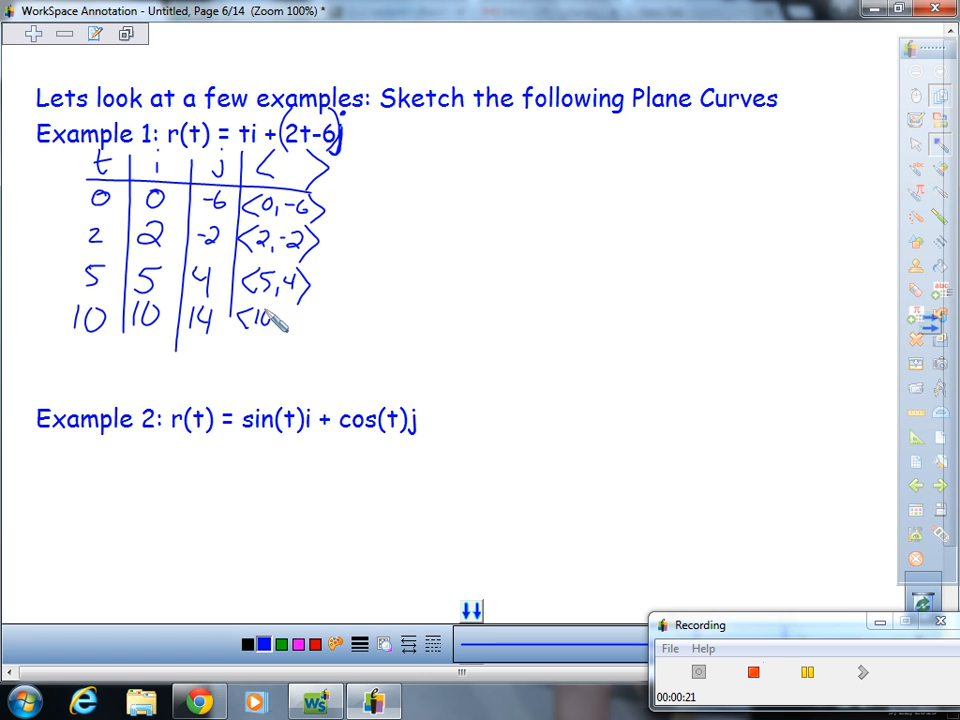 WorkSpace Annotation - Untitled, Page 6/14 (Zoom 100%) *
Lets look at a few examples: Sketch the following Plane Curves
Example 1: r(t) = ti + (2t-6)j
t i j < >
0 0 -6 <0, -6>
2 2 -2 <2, -2>
5 5 4 <5, 4>
10 10 14 <10
Example 2: r(t) = sin(t)i + cos(t)j
Recording
File Help
00:00:21